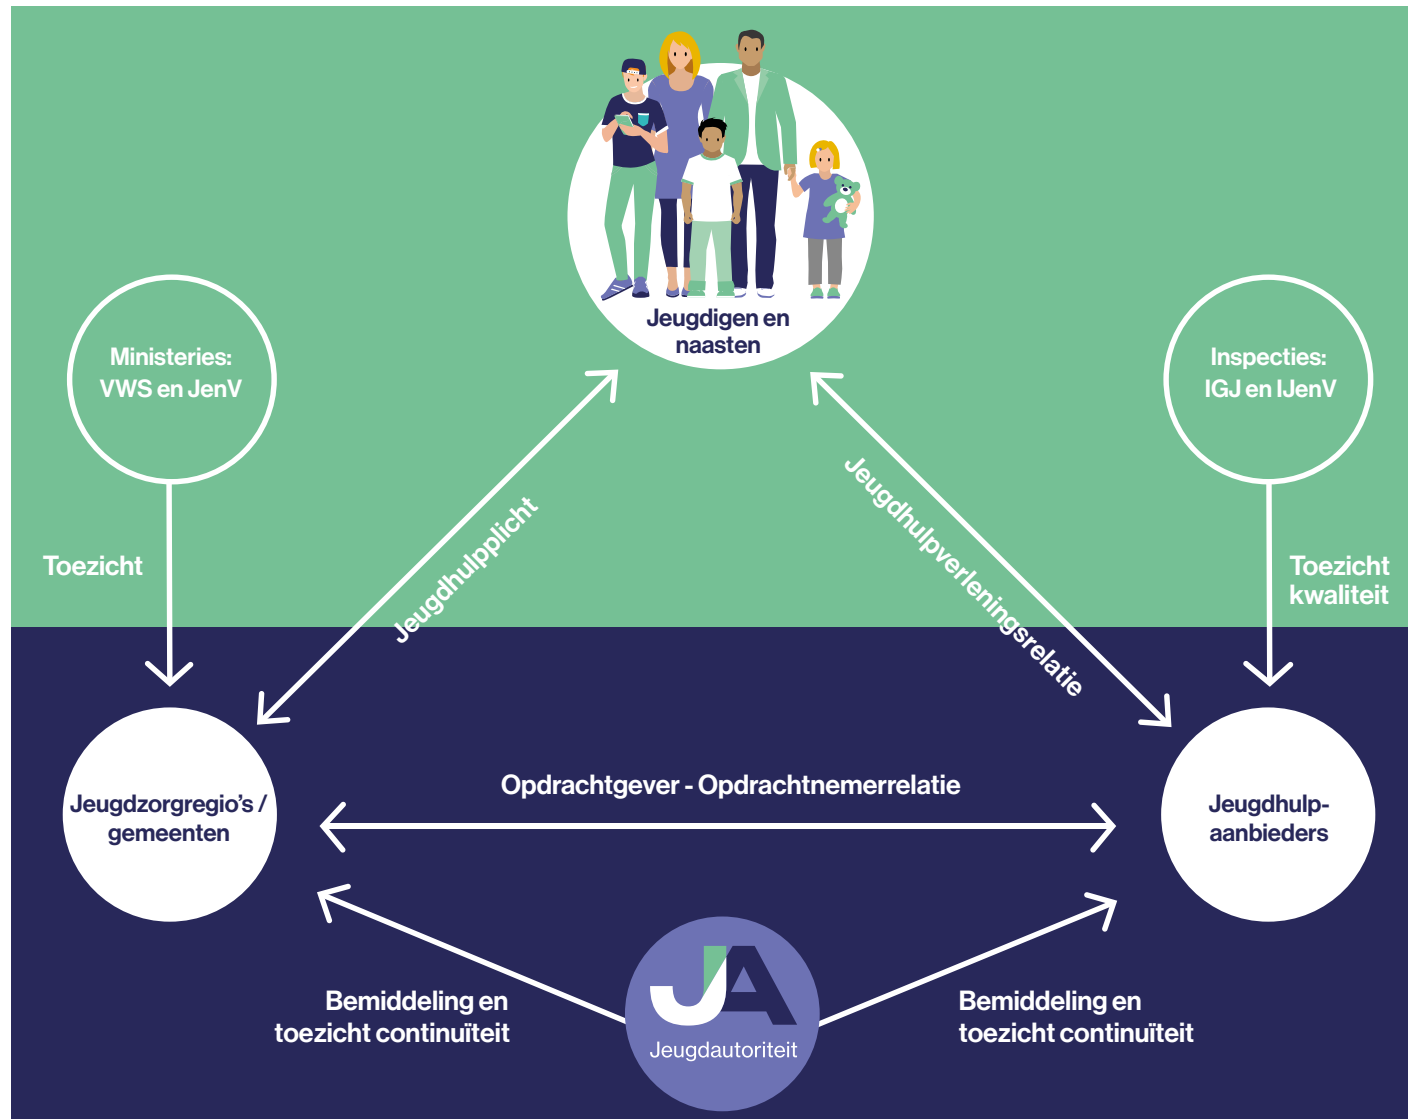 Jeugdigen en
naasten
Ministeries:
VWS en JenV
Inspecties:
IGJ en IJenV
Toezicht
Jeugdhulpplicht
Jeugdhulpverleningsrelatie
Toezicht
kwaliteit
Jeugdzorgregio's /
gemeenten
Opdrachtgever - Opdrachtnemerrelatie
Jeugdhulp-
aanbieders
Bemiddeling en
toezicht continuïteit
JA
Jeugdautoriteit
Bemiddeling en
toezicht continuïteit